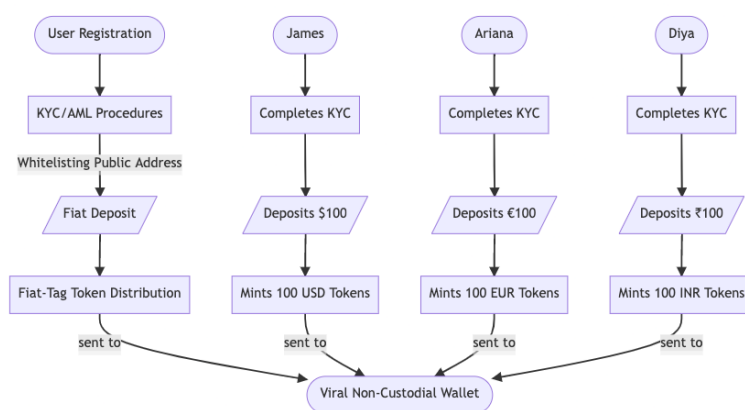 User Registration
James
Ariana
Diya
KYC/AML Procedures
Completes KYC
Completes KYC
Completes KYC
Whitelisting Public Address
Fiat Deposit
Deposits $100
Deposits €100
Deposits ₹100
Fiat-Tag Token Distribution
Mints 100 USD Tokens
Mints 100 EUR Tokens
Mints 100 INR Tokens
sent to
sent to
sent to
sent to
Viral Non-Custodial Wallet